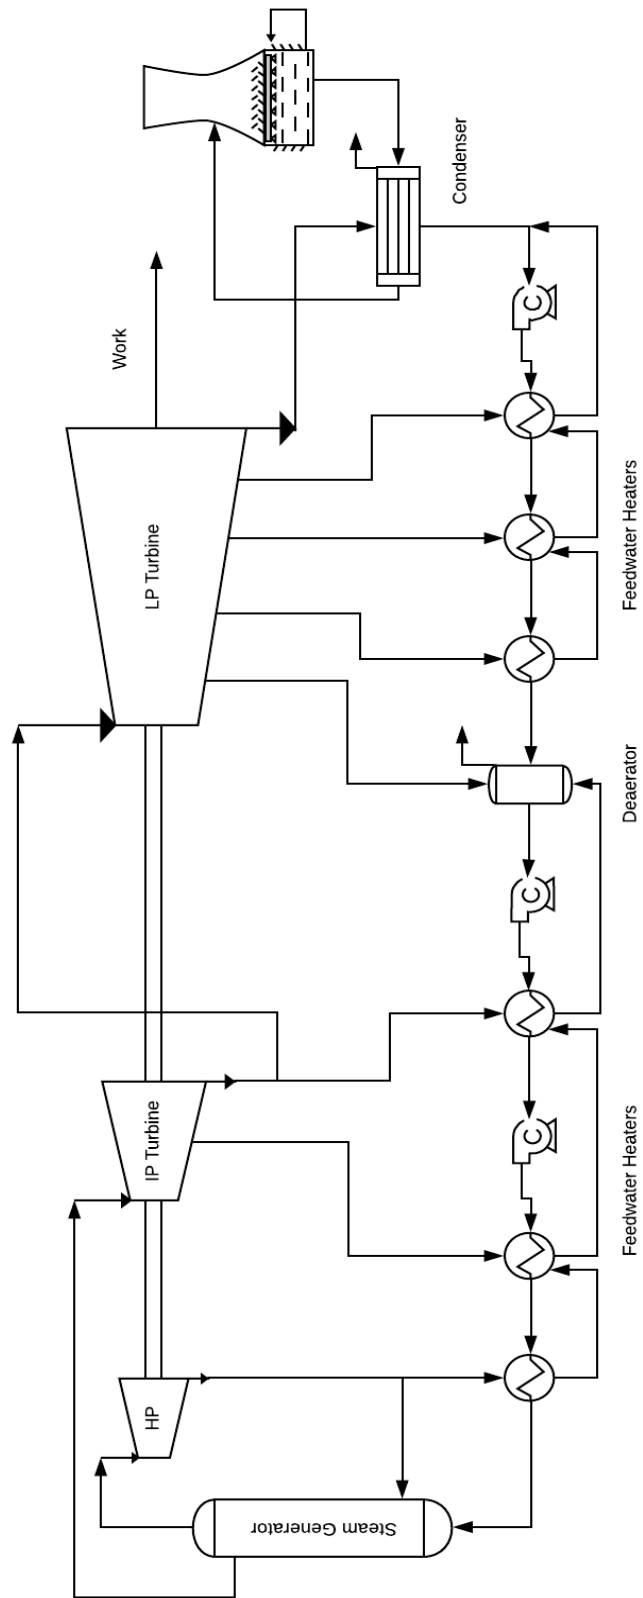 Condenser
Work
C
LP Turbine
Feedwater Heaters
Deaerator
C
IP Turbine
C
Feedwater Heaters
HP
Steam Generator